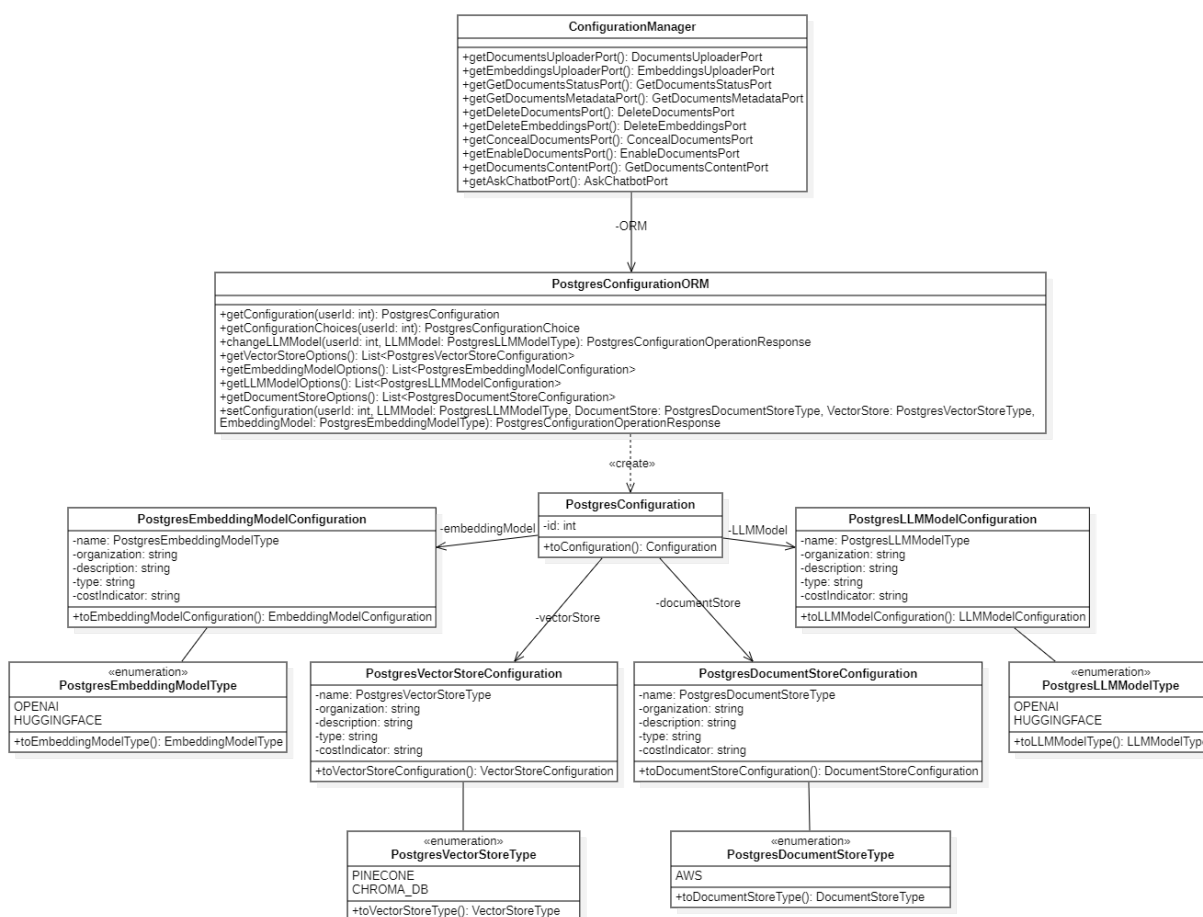 ConfigurationManager
+getDocumentsUploaderPort(): DocumentsUploaderPort
+getEmbeddingsUploaderPort(): EmbeddingsUploaderPort
+getGetDocumentsStatusPort(): GetDocumentsStatusPort
+getGetDocumentsMetadataPort(): GetDocumentsMetadataPort
+getDeleteDocumentsPort(): DeleteDocumentsPort
+getDeleteEmbeddingsPort(): DeleteEmbeddingsPort
+getConcealDocumentsPort(): ConcealDocumentsPort
+getEnableDocumentsPort(): EnableDocumentsPort
+getDocumentsContentPort(): GetDocumentsContentPort
+getAskChatbotPort(): AskChatbotPort
-ORM
PostgresConfigurationORM
+getConfiguration(userId: int): PostgresConfiguration
+getConfigurationChoices(userId: int): PostgresConfigurationChoice
+changeLLMModel(userId: int, LLMModel: PostgresLLMModelType): PostgresConfigurationOperationResponse
+getVectorStoreOptions(): List<PostgresVectorStoreConfiguration>
+getEmbeddingModelOptions(): List<PostgresEmbeddingModelConfiguration>
+getLLMModelOptions(): List<PostgresLLMModelConfiguration>
+getDocumentStoreOptions(): List<PostgresDocumentStoreConfiguration>
+setConfiguration(userId: int, LLMModel: PostgresLLMModelType, DocumentStore: PostgresDocumentStoreType, VectorStore: PostgresVectorStoreType,
EmbeddingModel: PostgresEmbeddingModelType): PostgresConfigurationOperationResponse
«create»
PostgresConfiguration
-id: int
+toConfiguration(): Configuration
-embeddingModel
-LLMModel
-vectorStore
-documentStore
PostgresEmbeddingModelConfiguration
-name: PostgresEmbeddingModelType
-organization: string
-description: string
-type: string
-costIndicator: string
+toEmbeddingModelConfiguration(): EmbeddingModelConfiguration
PostgresLLMModelConfiguration
-name: PostgresLLMModelType
-organization: string
-description: string
-type: string
-costIndicator: string
+toLLMModelConfiguration(): LLMModelConfiguration
«enumeration»
PostgresEmbeddingModelType
OPENAI
HUGGINGFACE
+toEmbeddingModelType(): EmbeddingModelType
PostgresVectorStoreConfiguration
-name: PostgresVectorStoreType
-organization: string
-description: string
-type: string
-costIndicator: string
+toVectorStoreConfiguration(): VectorStoreConfiguration
PostgresDocumentStoreConfiguration
-name: PostgresDocumentStoreType
-organization: string
-description: string
-type: string
-costIndicator: string
+toDocumentStoreConfiguration(): DocumentStoreConfiguration
«enumeration»
PostgresLLMModelType
OPENAI
HUGGINGFACE
+toLLMModelType(): LLMModelType
«enumeration»
PostgresVectorStoreType
PINECONE
CHROMA_DB
+toVectorStoreType(): VectorStoreType
«enumeration»
PostgresDocumentStoreType
AWS
+toDocumentStoreType(): DocumentStoreType